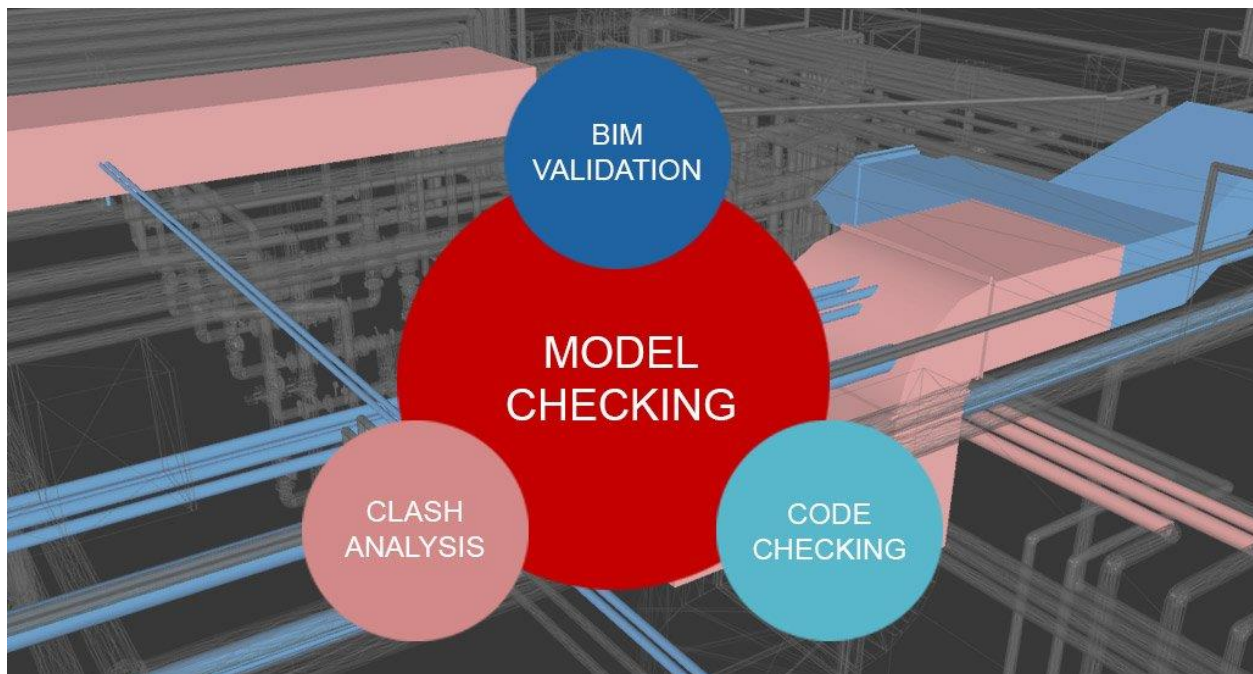 BIM
VALIDATION
MODEL
CHECKING
CLASH
ANALYSIS
CODE
CHECKING